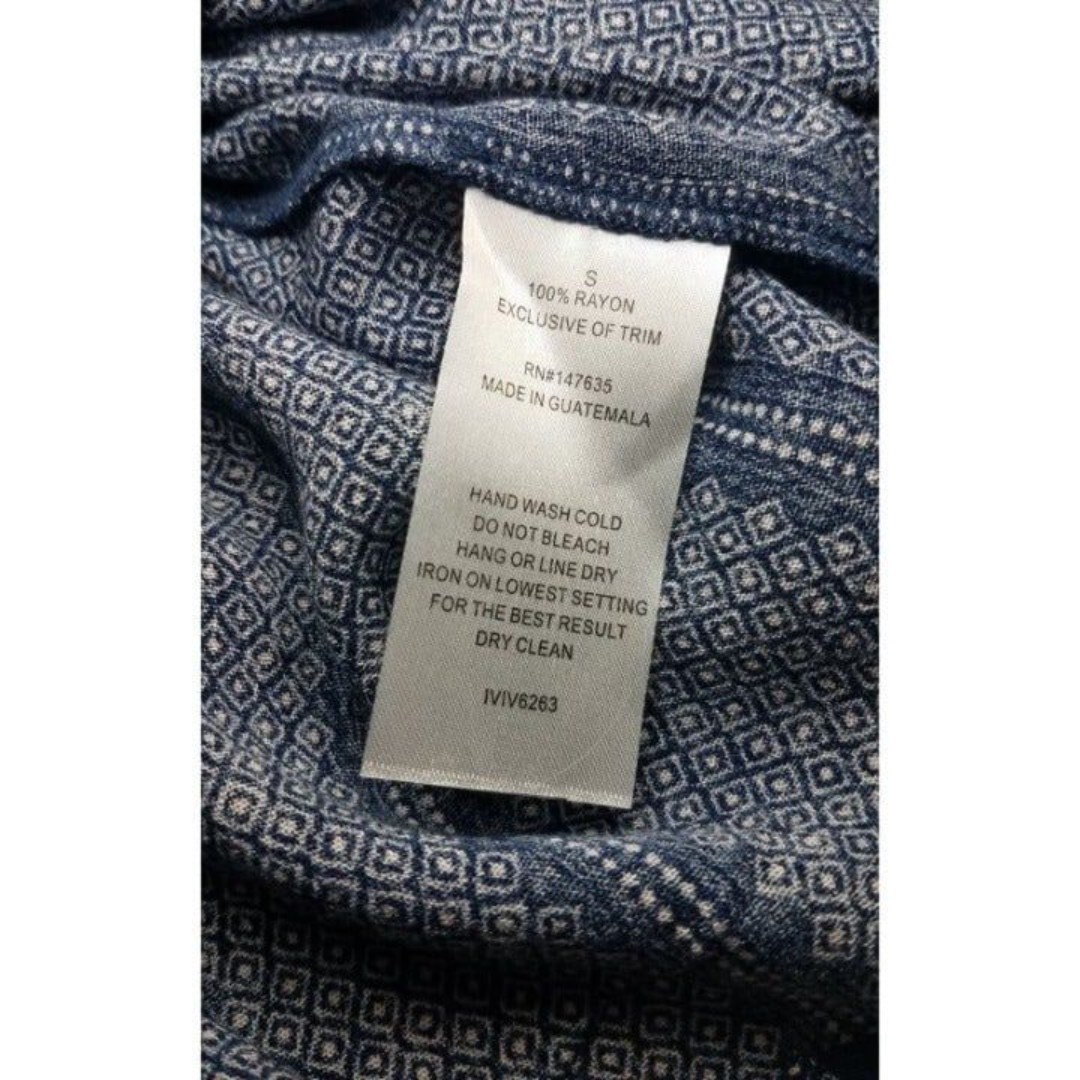 S
100% RAYON
EXCLUSIVE OF TRIM
RN#147635
MADE IN GUATEMALA
HAND WASH COLD
DO NOT BLEACH
HANG OR LINE DRY
IRON ON LOWEST SETTING
FOR THE BEST RESULT
DRY CLEAN
IVIV6263